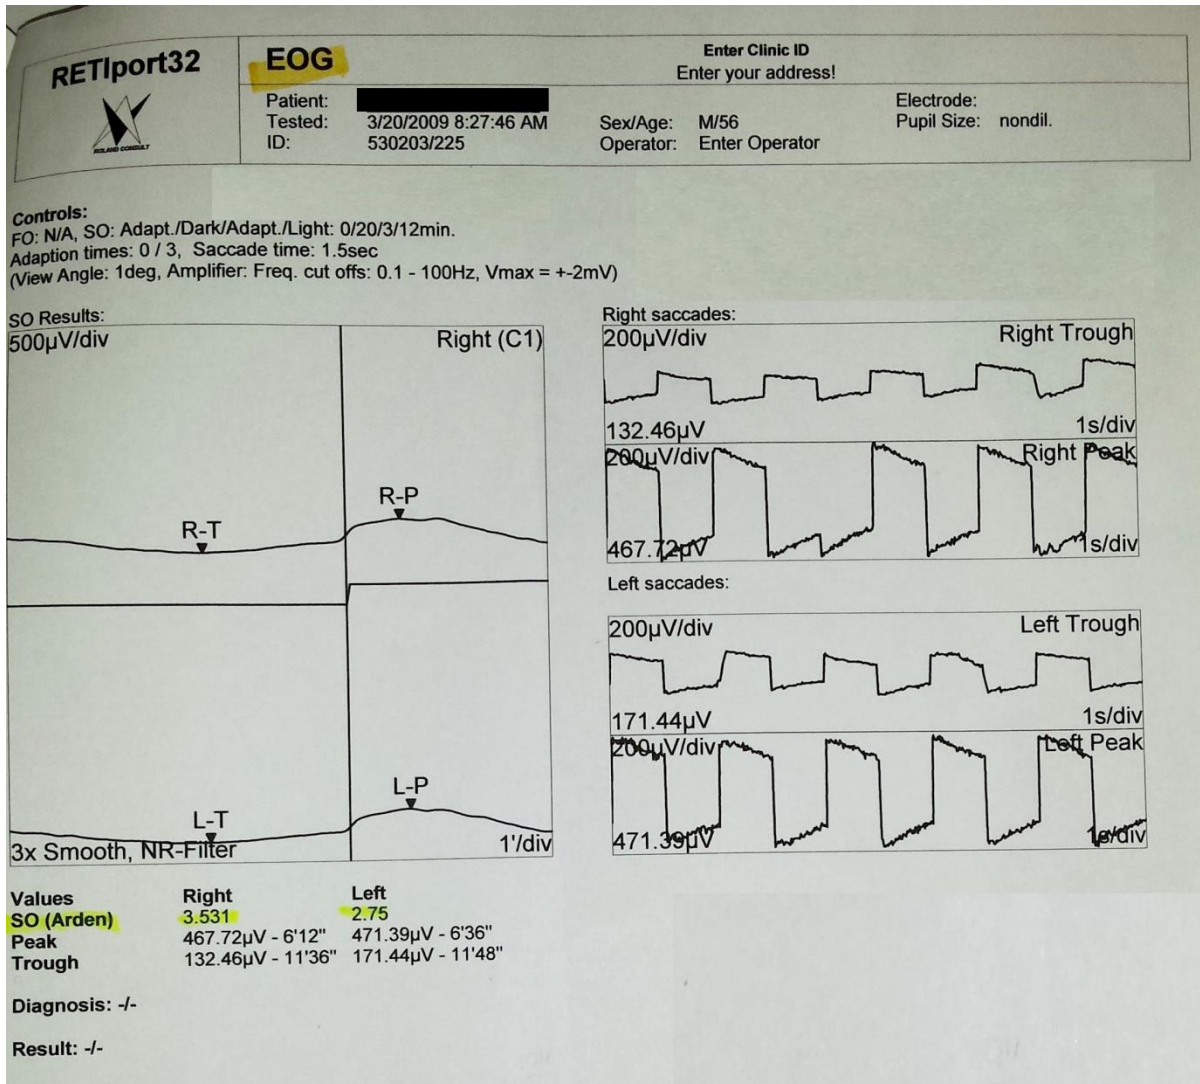 RETIport32
ROLAND CONSULT
EOG
Enter Clinic ID
Enter your address!
Patient:
Tested: 3/20/2009 8:27:46 AM
ID: 530203/225
Sex/Age: M/56
Operator: Enter Operator
Electrode:
Pupil Size: nondil.
Controls:
FO: N/A, SO: Adapt./Dark/Adapt./Light: 0/20/3/12min.
Adaption times: 0 / 3, Saccade time: 1.5sec
(View Angle: 1deg, Amplifier: Freq. cut offs: 0.1 - 100Hz, Vmax = +-2mV)
SO Results:
500µV/div Right (C1)
R-T R-P
L-T L-P
3x Smooth, NR-Filter 1'/div
Right saccades:
200µV/div Right Trough
132.46µV 1s/div
200µV/div Right Peak
467.72µV 1s/div
Left saccades:
200µV/div Left Trough
171.44µV 1s/div
200µV/div Left Peak
471.39µV 1s/div
Values Right Left
SO (Arden) 3.531 2.75
Peak 467.72µV - 6'12" 471.39µV - 6'36"
Trough 132.46µV - 11'36" 171.44µV - 11'48"
Diagnosis: -/-
Result: -/-